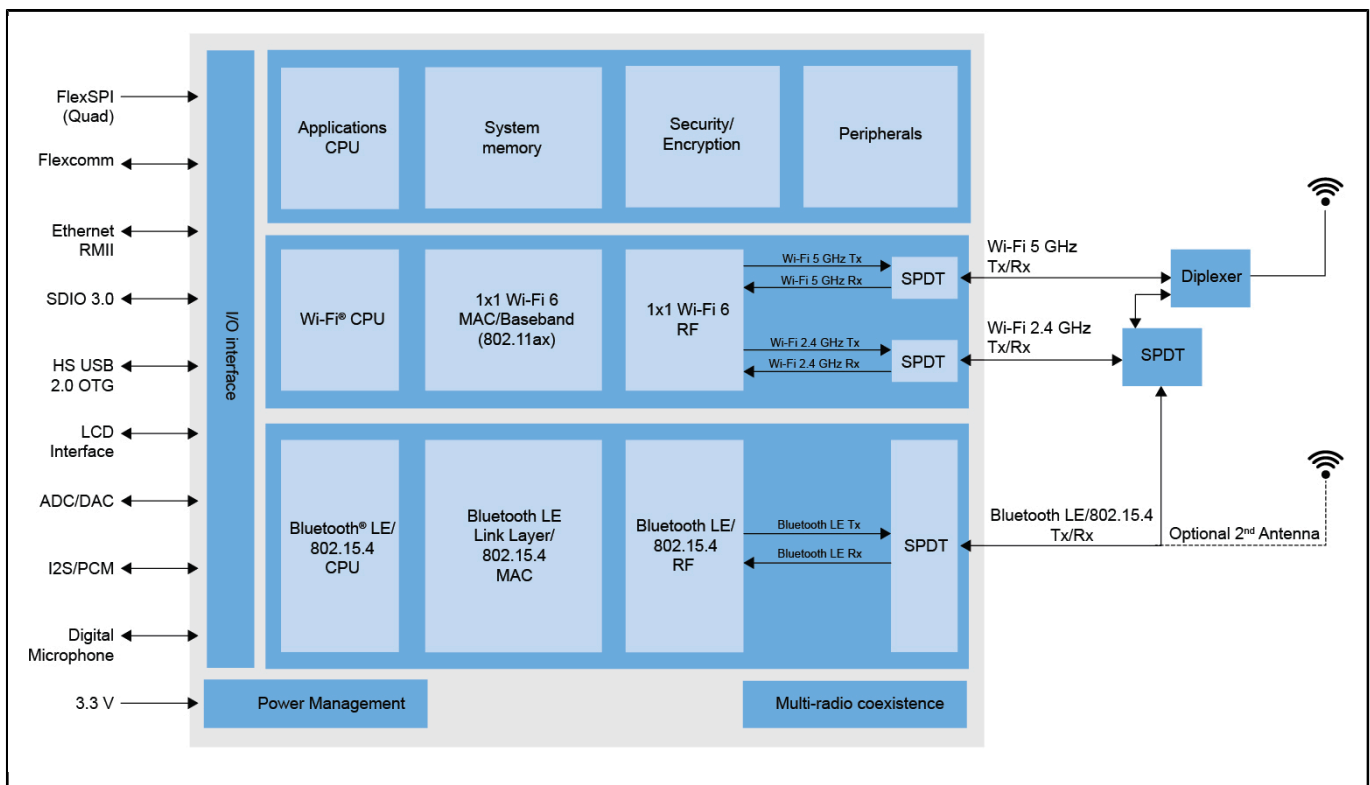 FlexSPI
(Quad)
Flexcomm
Ethernet
RMII
SDIO 3.0
HS USB
2.0 OTG
LCD
Interface
ADC/DAC
I2S/PCM
Digital
Microphone
3.3 V
I/O interface
Applications
CPU
System
memory
Security/
Encryption
Peripherals
Wi-Fi® CPU
1x1 Wi-Fi 6
MAC/Baseband
(802.11ax)
1x1 Wi-Fi 6
RF
Wi-Fi 5 GHz Tx
Wi-Fi 5 GHz Rx
SPDT
Wi-Fi 2.4 GHz Tx
Wi-Fi 2.4 GHz Rx
SPDT
Bluetooth® LE/
802.15.4
CPU
Bluetooth LE
Link Layer/
802.15.4
MAC
Bluetooth LE/
802.15.4
RF
Bluetooth LE Tx
Bluetooth LE Rx
SPDT
Power Management
Multi-radio coexistence
Wi-Fi 5 GHz
Tx/Rx
Diplexer
Wi-Fi 2.4 GHz
Tx/Rx
SPDT
Bluetooth LE/802.15.4
Tx/Rx
Optional 2nd Antenna